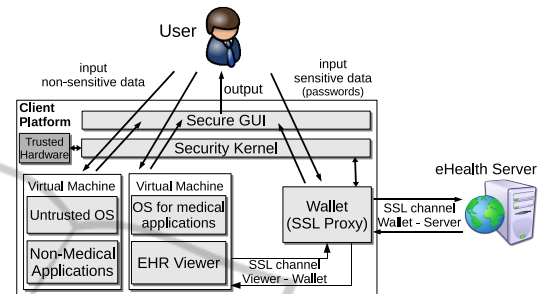 User
input
non-sensitive data
input
sensitive data
(passwords)
output
Client
Platform
Secure GUI
Trusted
Hardware
Security Kernel
eHealth Server
Virtual Machine
Untrusted OS
Non-Medical
Applications
Virtual Machine
OS for medical
applications
EHR Viewer
Wallet
(SSL Proxy)
SSL channel
Wallet - Server
SSL channel
Viewer - Wallet